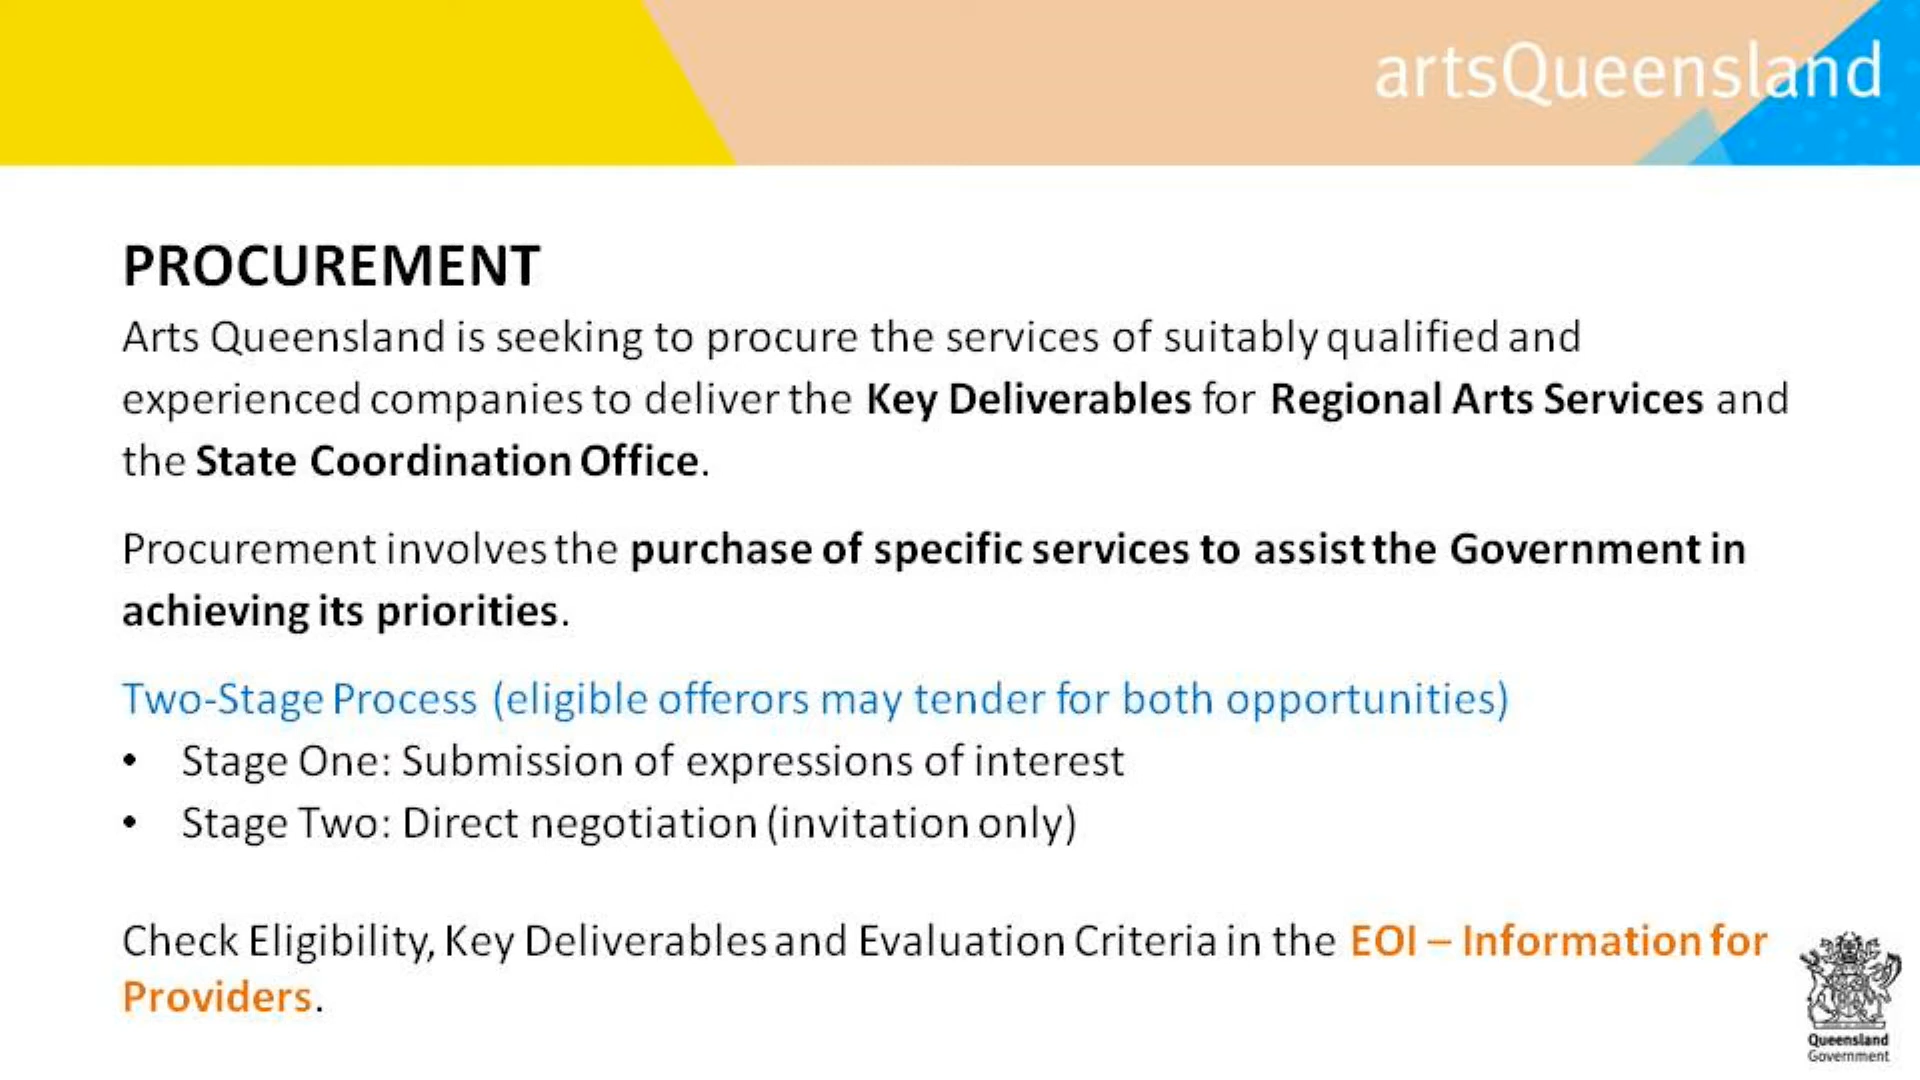 artsQueensland
PROCUREMENT
Arts Queensland is seeking to procure the services of suitably qualified and
experienced companies to deliver the Key Deliverables for Regional Arts Services and
the State Coordination Office.
Procurement involves the purchase of specific services to assist the Government in
achieving its priorities.
Two-Stage Process (eligible offerors may tender for both opportunities)
• Stage One: Submission of expressions of interest
• Stage Two: Direct negotiation (invitation only)
Check Eligibility, Key Deliverables and Evaluation Criteria in the EOI – Information for
Providers.
Queensland
Government